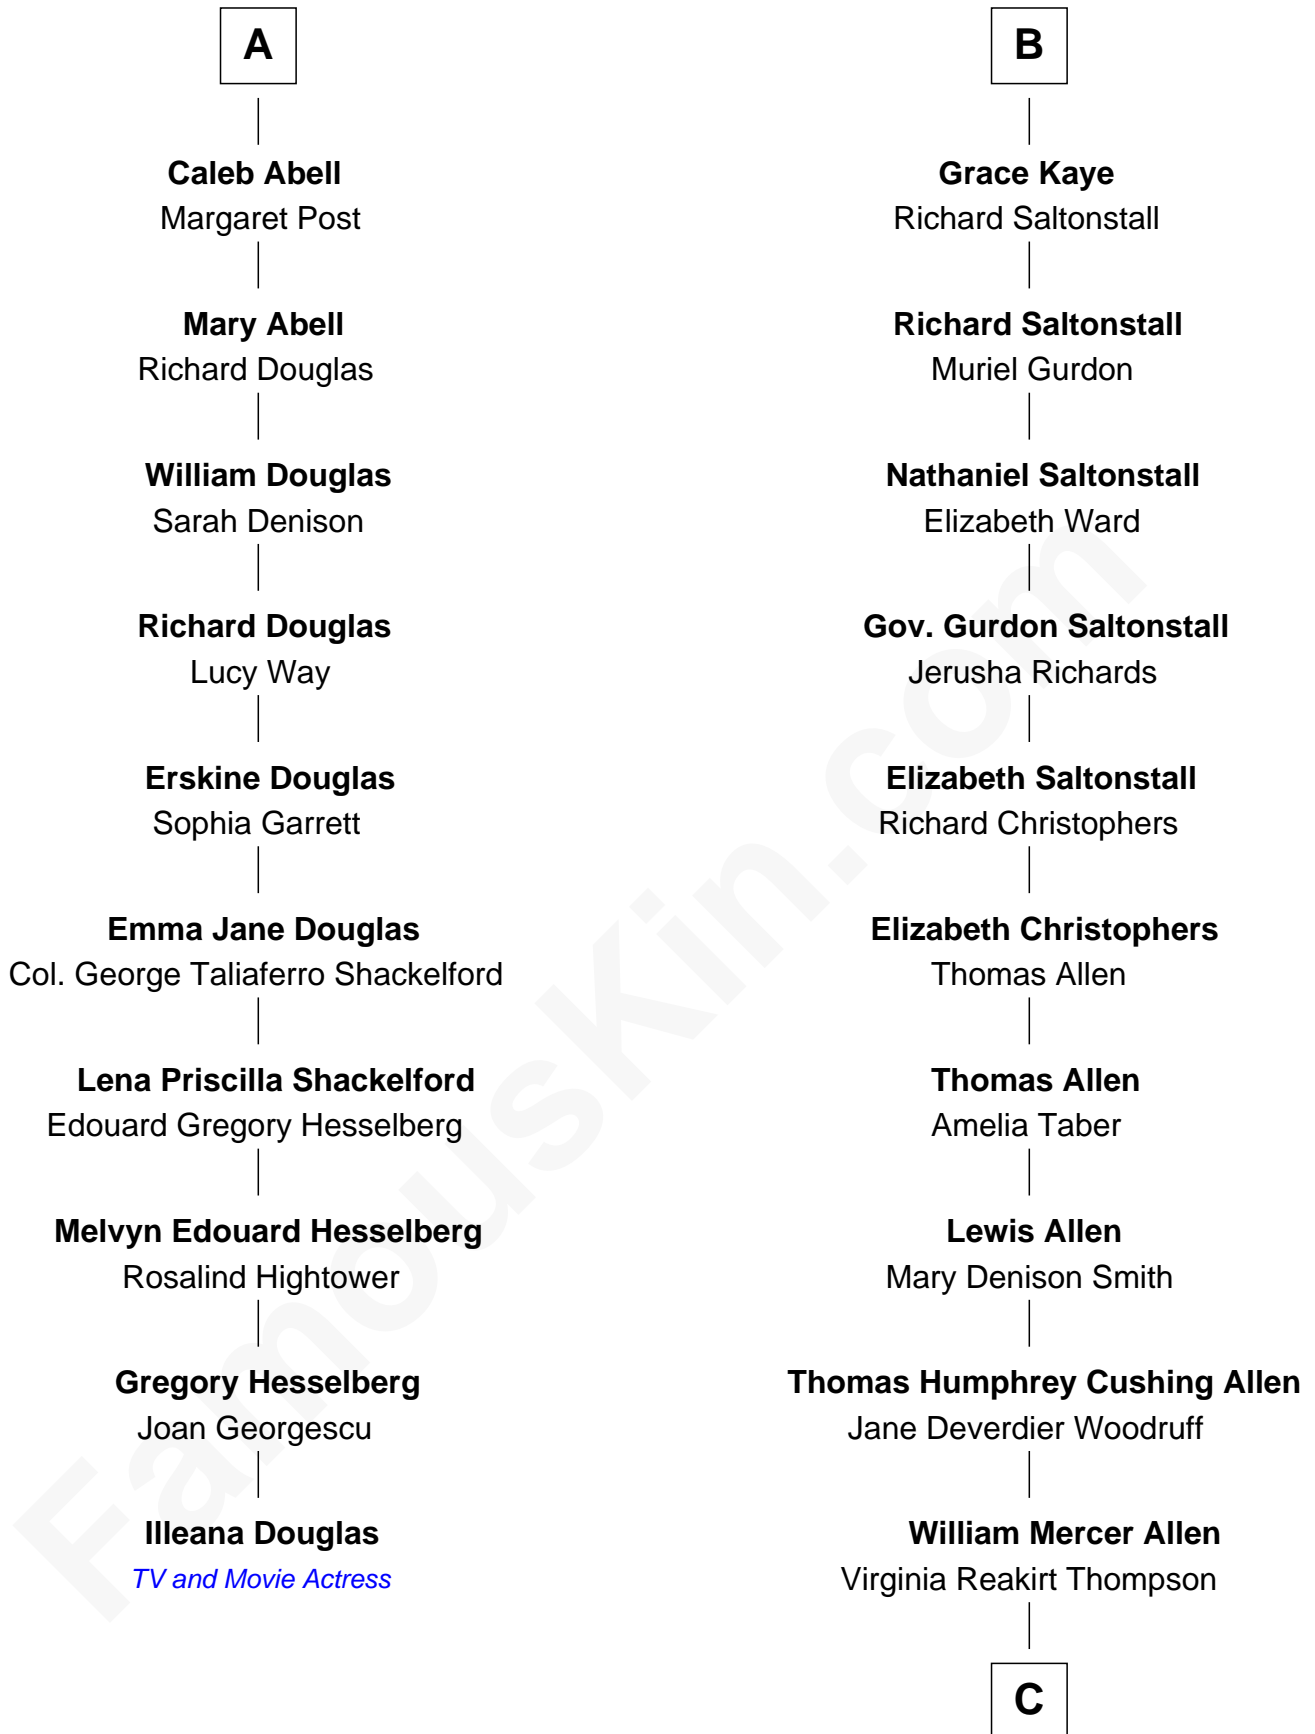 A
Caleb Abell
Margaret Post
Mary Abell
Richard Douglas
William Douglas
Sarah Denison
Richard Douglas
Lucy Way
Erskine Douglas
Sophia Garrett
Emma Jane Douglas
Col. George Taliaferro Shackelford
Lena Priscilla Shackelford
Edouard Gregory Hesselberg
Melvyn Edouard Hesselberg
Rosalind Hightower
Gregory Hesselberg
Joan Georgescu
Illeana Douglas
TV and Movie Actress
B
Grace Kaye
Richard Saltonstall
Richard Saltonstall
Muriel Gurdon
Nathaniel Saltonstall
Elizabeth Ward
Gov. Gurdon Saltonstall
Jerusha Richards
Elizabeth Saltonstall
Richard Christophers
Elizabeth Christophers
Thomas Allen
Thomas Allen
Amelia Taber
Lewis Allen
Mary Denison Smith
Thomas Humphrey Cushing Allen
Jane Deverdier Woodruff
William Mercer Allen
Virginia Reakirt Thompson
C
FamousKin.com